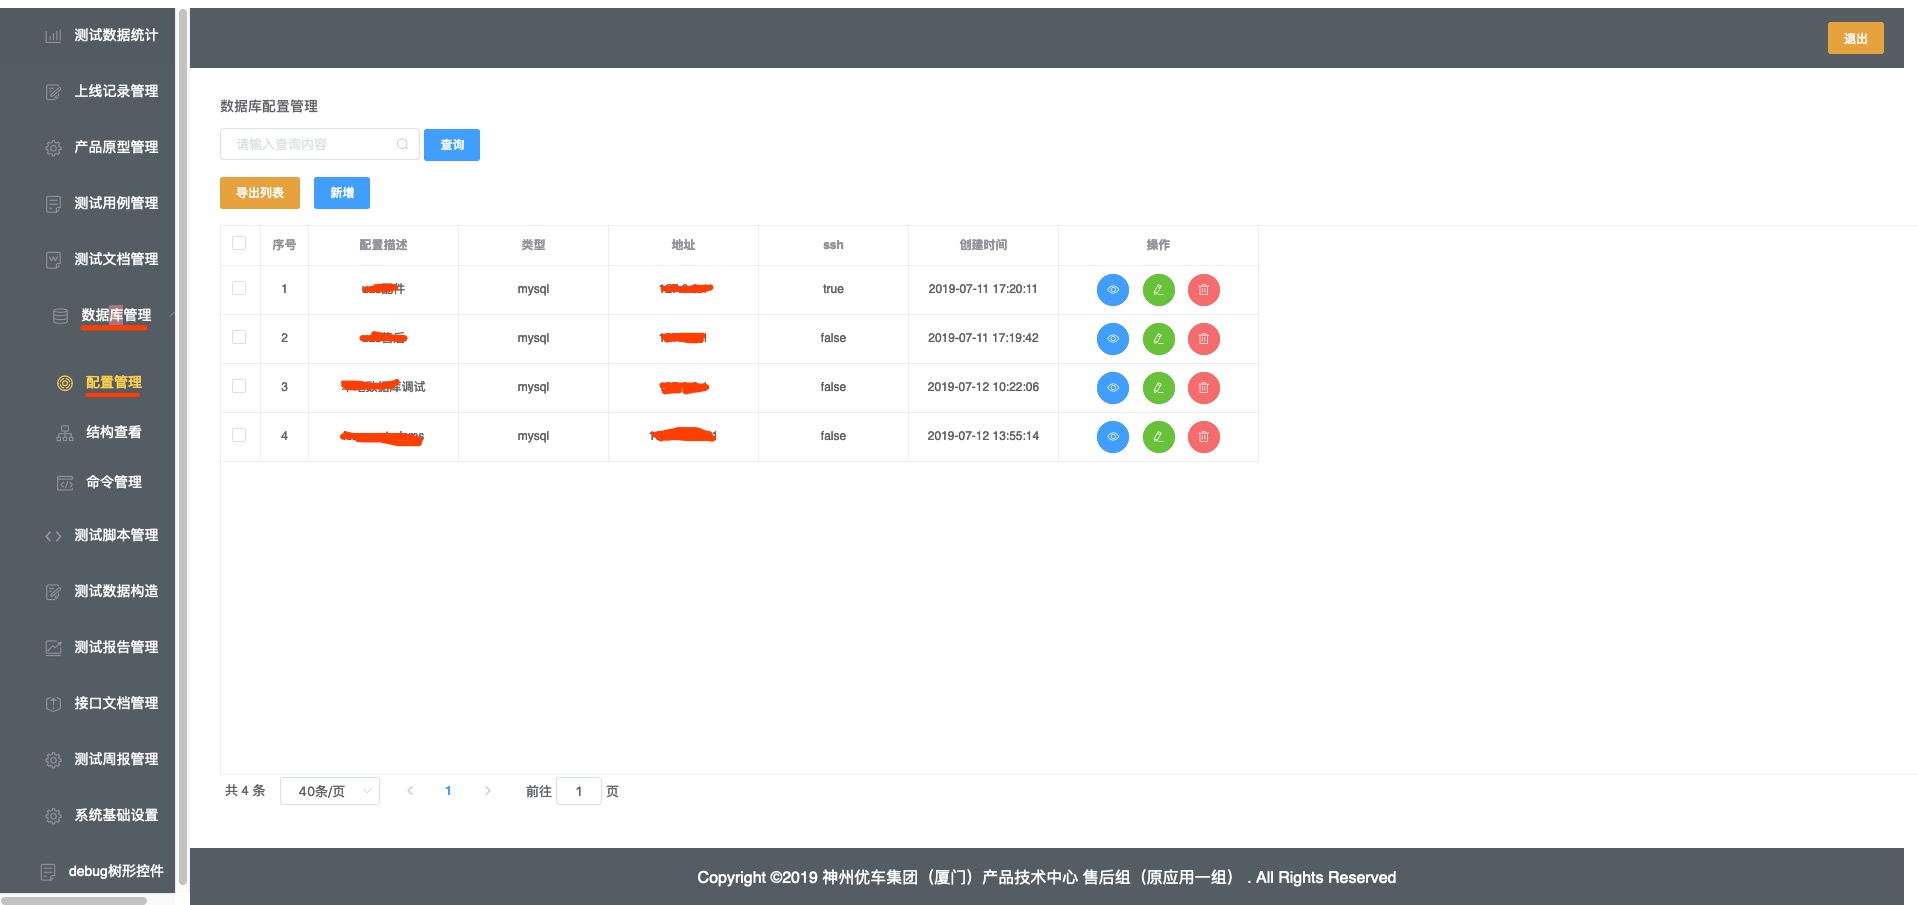 测试数据统计
上线记录管理
产品原型管理
测试用例管理
测试文档管理
数据库管理
配置管理
结构查看
命令管理
测试脚本管理
测试数据构造
测试报告管理
接口文档管理
测试周报管理
系统基础设置
debug树形控件
退出
数据库配置管理
请输入查询内容 查询
导出列表 新增
序号 配置描述 类型 地址 ssh 创建时间 操作
1 mysql true 2019-07-11 17:20:11
2 mysql false 2019-07-11 17:19:42
3 调试 mysql false 2019-07-12 10:22:06
4 mysql false 2019-07-12 13:55:14
共 4 条 40条/页 1 前往 1 页
Copyright ©2019 神州优车集团（厦门）产品技术中心 售后组（原应用一组） . All Rights Reserved